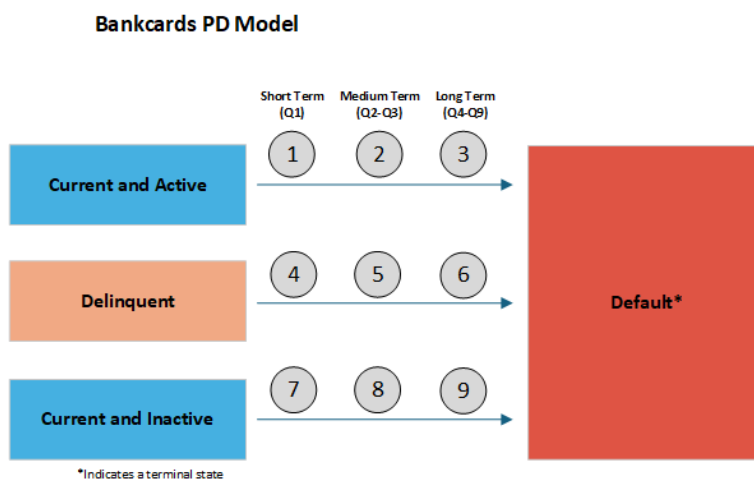 Bankcards PD Model
Short Term
(Q1)
Medium Term
(Q2-Q3)
Long Term
(Q4-Q9)
1
2
3
Current and Active
4
5
6
Delinquent
Default*
7
8
9
Current and Inactive
*Indicates a terminal state